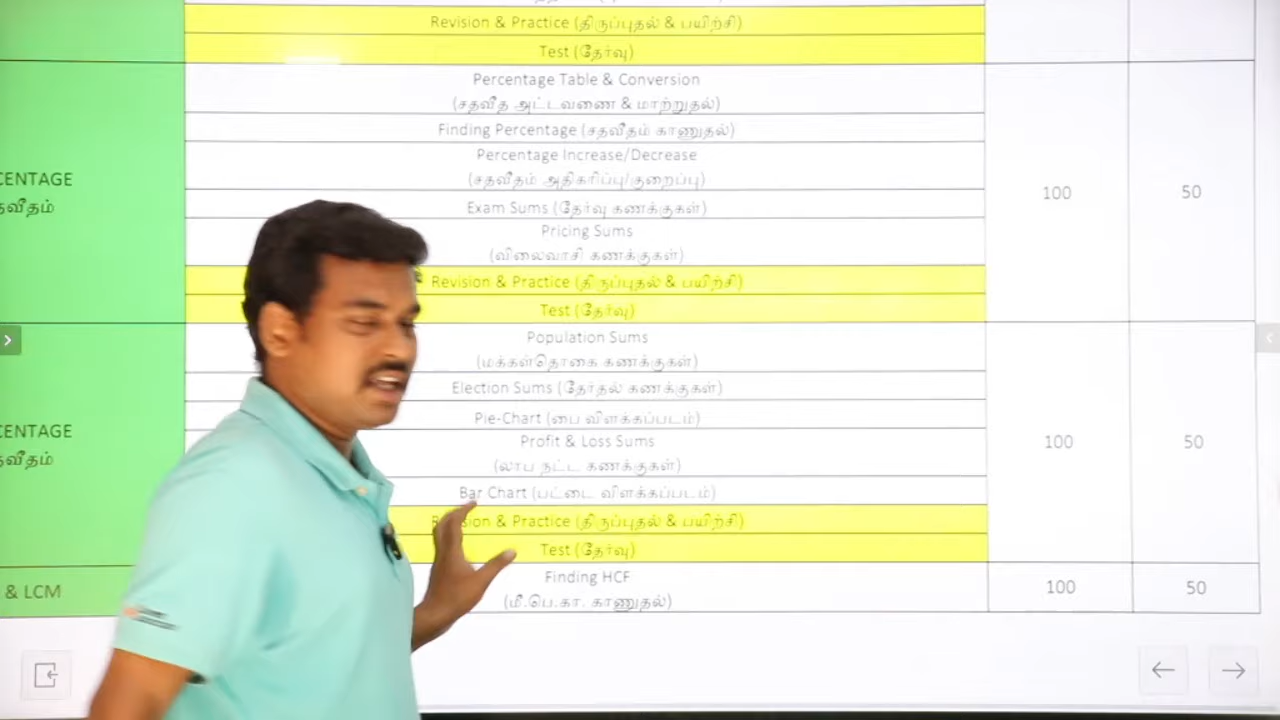 Revision & Practice (திருப்புதல் & பயிற்சி)
Test (தேர்வு)
CENTAGE
தவீதம்
Percentage Table & Conversion
(சதவீத அட்டவணை & மாற்றுதல்)
Finding Percentage (சதவீதம் காணுதல்)
Percentage Increase/Decrease
(சதவீதம் அதிகரிப்பு/குறைப்பு)
Exam Sums (தேர்வு கணக்குகள்)
Pricing Sums
(விலைவாசி கணக்குகள்)
Revision & Practice (திருப்புதல் & பயிற்சி)
Test (தேர்வு)
100
50
CENTAGE
தவீதம்
Population Sums
(மக்கள்தொகை கணக்குகள்)
Election Sums (தேர்தல் கணக்குகள்)
Pie-Chart (பை விளக்கப்படம்)
Profit & Loss Sums
(லாப நட்ட கணக்குகள்)
Bar Chart (பட்டை விளக்கப்படம்)
Revision & Practice (திருப்புதல் & பயிற்சி)
Test (தேர்வு)
100
50
& LCM
Finding HCF
(மீ.பெ.கா. காணுதல்)
100
50